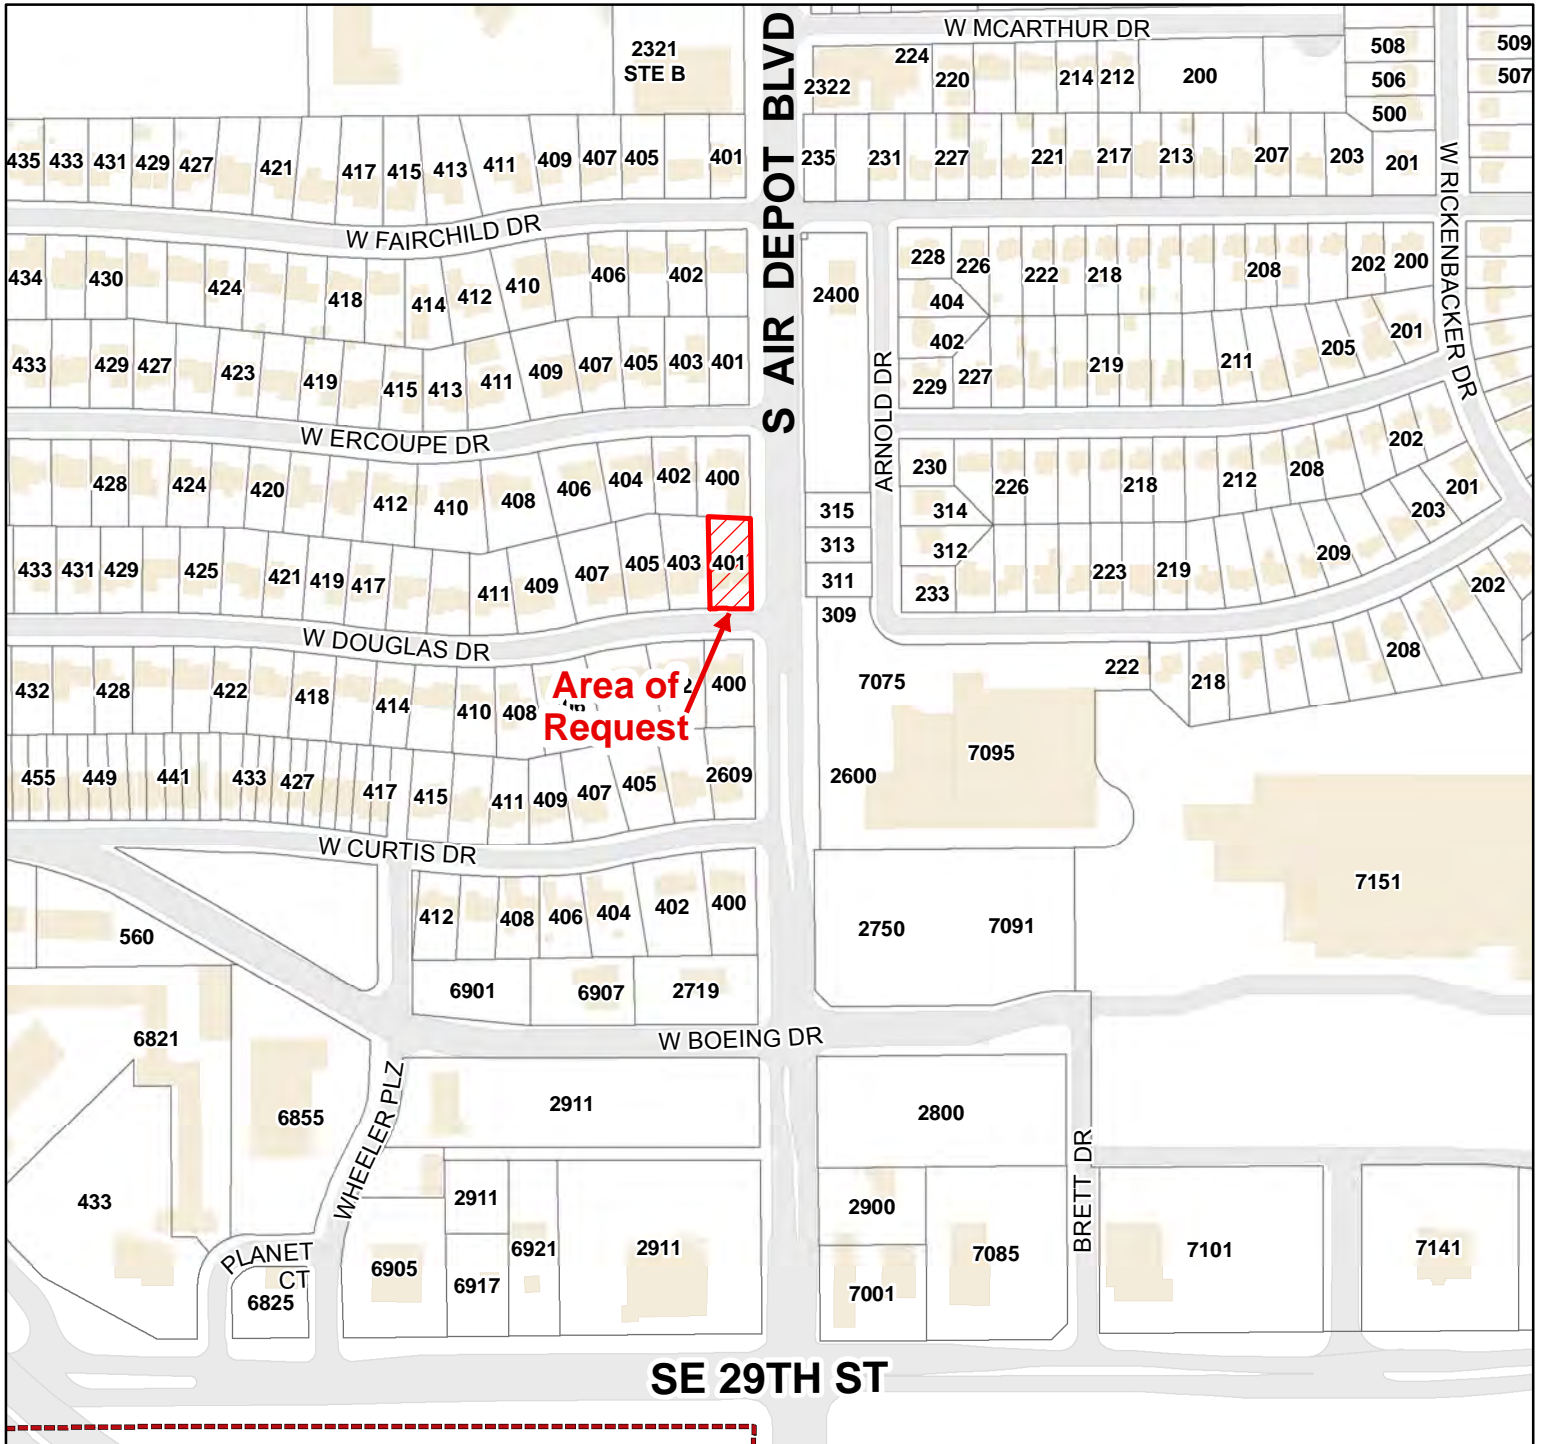 W MCARTHUR DR
S AIR DEPOT BLVD
2321
STE B
2322
224
220
214
212
200
508
506
500
509
507
435 433 431 429 427 421 417 415 413 411 409 407 405 401
235 231 227 221 217 213 207 203 201
W RICKENBACKER DR
W FAIRCHILD DR
434 430 424 418 414 412 410 406 402
2400
228 226 222 218 208 202 200
404
402
229 227 219 211 205 201
ARNOLD DR
433 429 427 423 419 415 413 411 409 407 405 403 401
W ERCOUPE DR
428 424 420 412 410 408 406 404 402 400
230 226 218 212 208 202
314
312
233 223 219 209 203 201
315
313
311
309
433 431 429 425 421 419 417 411 409 407 405 403 401
202
W DOUGLAS DR
432 428 422 418 414 410 408 400
Area of
Request
7075
222 218 208
7095
2600
455 449 441 433 427 417 415 411 409 407 405 2609
W CURTIS DR
7151
412 408 406 404 402 400
560
2750 7091
6901 6907 2719
W BOEING DR
6821
6855
WHEELER PLZ
2911
2800
BRETT DR
433
2911
2900
PLANET
CT
6825
6905
6917
6921
2911
7001
7085
7101
7141
SE 29TH ST